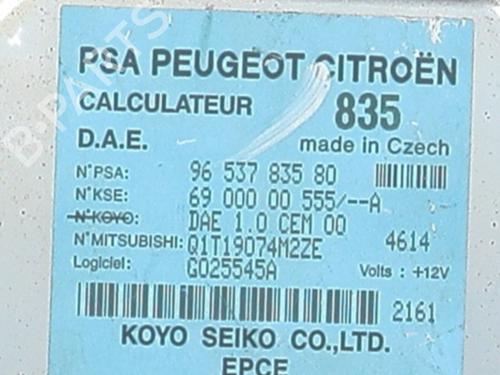 PSA PEUGEOT CITROËN
CALCULATEUR 835
D.A.E. made in Czech
N°PSA: 96 537 835 80
N°KSE: 69 000 00 555/--A
N°KOYO: DAE 1.0 CEM 00
N°MITSUBISHI: Q1T19074M2ZE 4614
Logiciel: G025545A Volts : +12V
2161
KOYO SEIKO CO.,LTD.
EPCE
B-PARTS